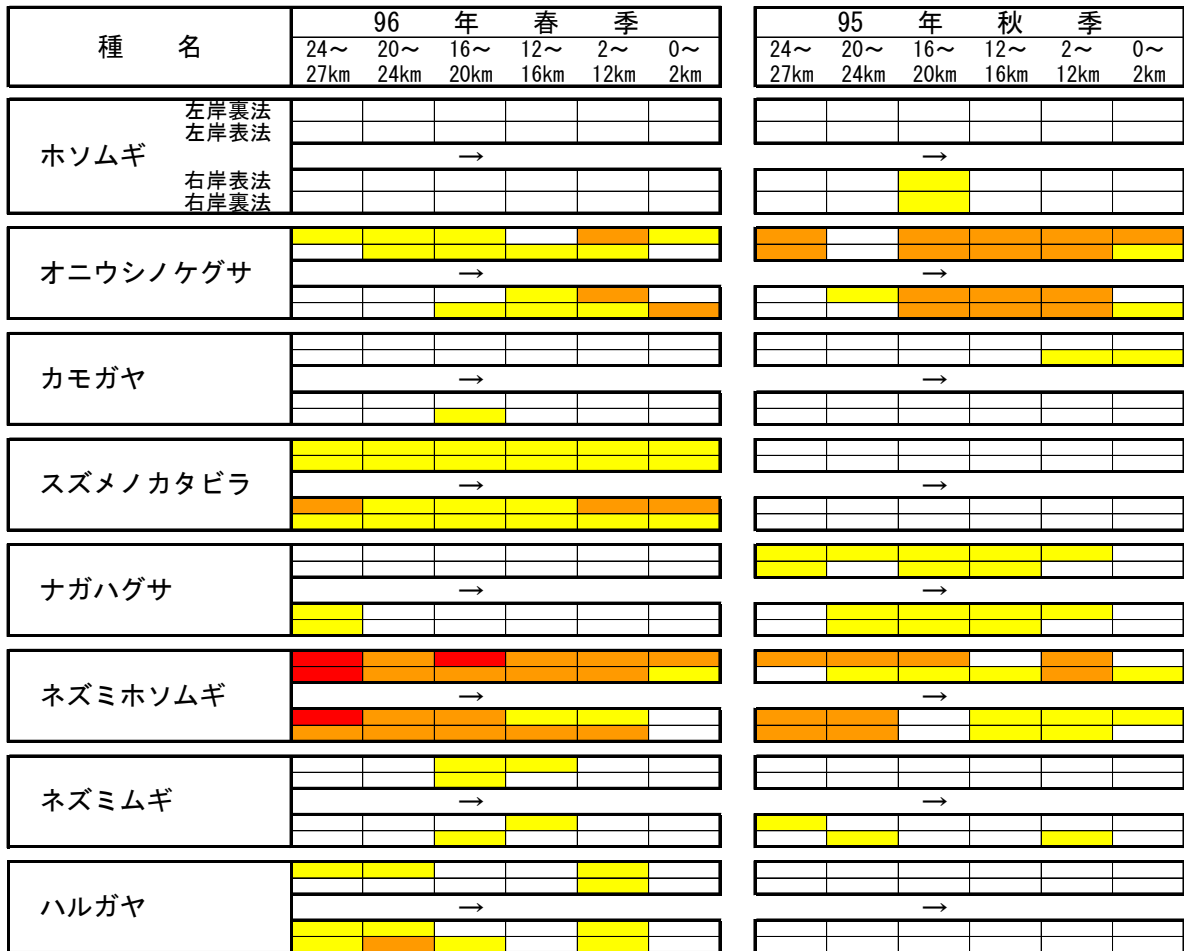 種 名
96 年 春 季
95 年 秋 季
24～ 20～ 16～ 12～ 2～ 0～
27km 24km 20km 16km 12km 2km
24～ 20～ 16～ 12～ 2～ 0～
27km 24km 20km 16km 12km 2km
ホソムギ
左岸裏法
左岸表法
→ →
右岸表法
右岸裏法
オニウシノケグサ
→ →
カモガヤ
→ →
スズメノカタビラ
→ →
ナガハグサ
→ →
ネズミホソムギ
→ →
ネズミムギ
→ →
ハルガヤ
→ →